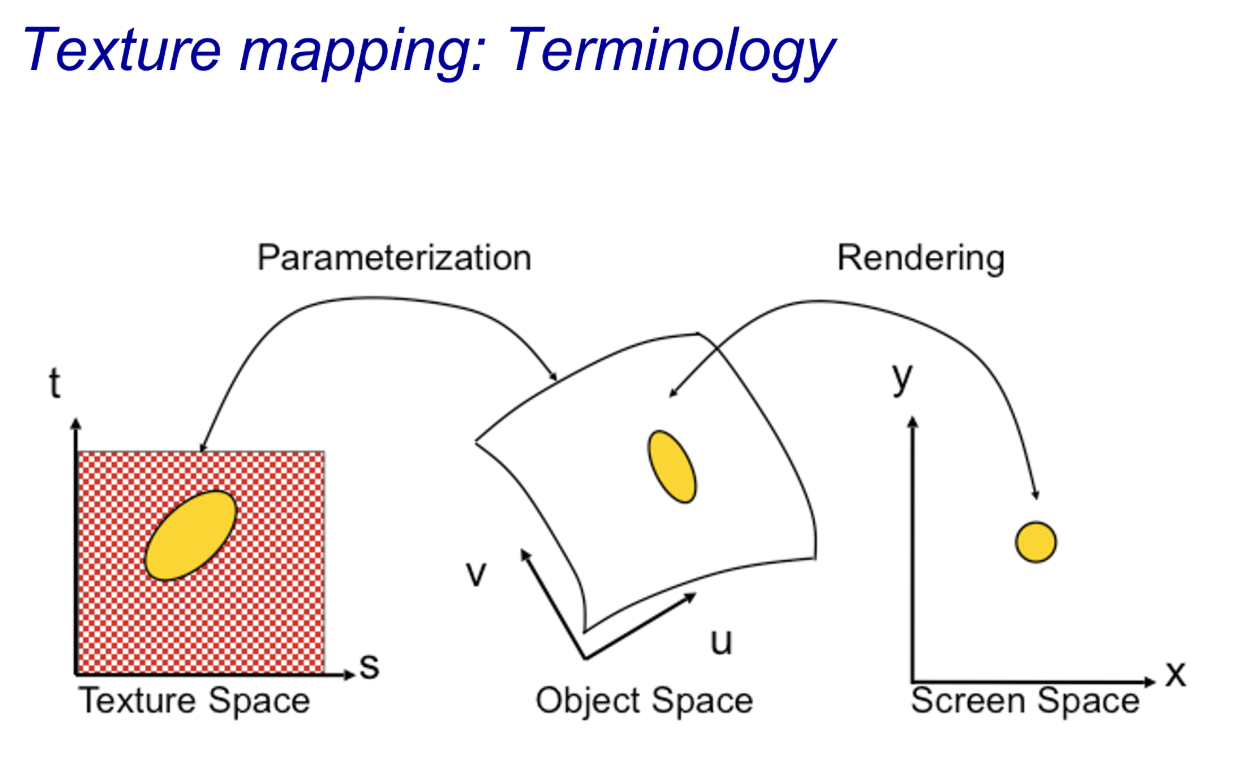 Texture mapping: Terminology
Parameterization
Rendering
t
y
v
u
s
x
Texture Space
Object Space
Screen Space